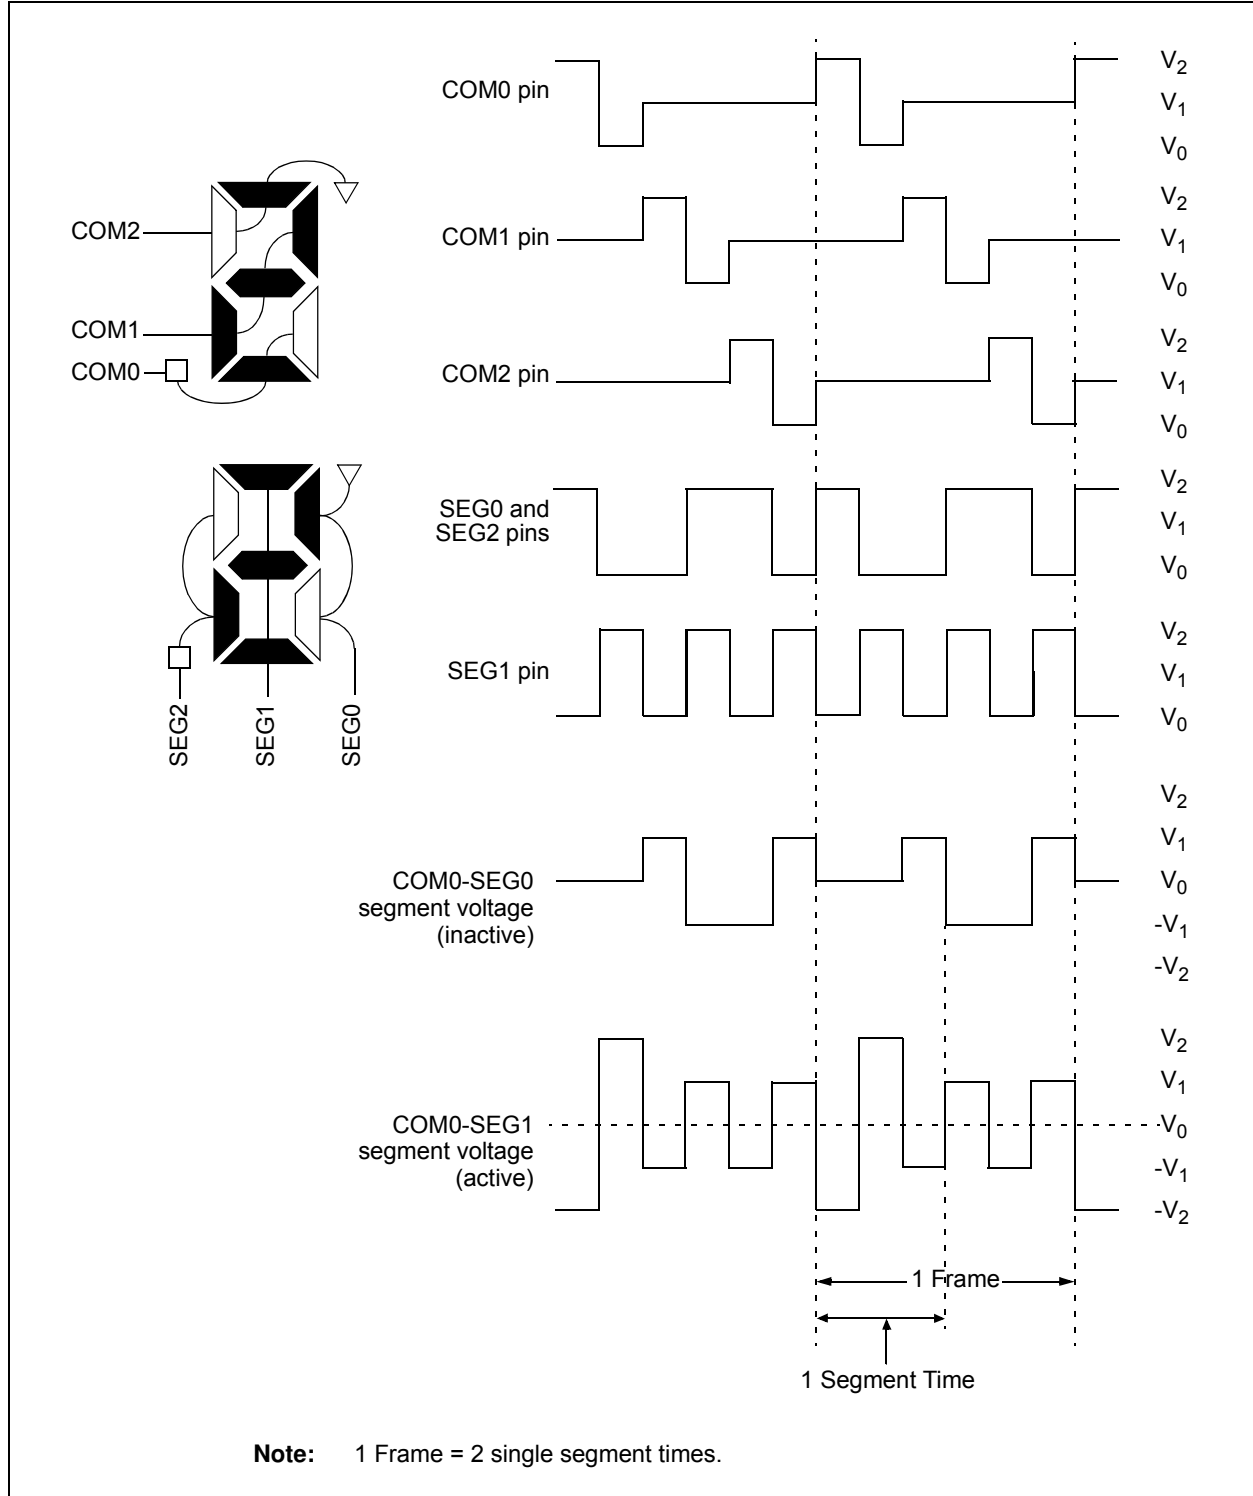 COM0 pin
V2
V1
V0
COM2
COM1
COM0
COM1 pin
V2
V1
V0
COM2 pin
V2
V1
V0
SEG0 and
SEG2 pins
V2
V1
V0
SEG2
SEG1
SEG0
SEG1 pin
V2
V1
V0
COM0-SEG0
segment voltage
(inactive)
V2
V1
V0
-V1
-V2
COM0-SEG1
segment voltage
(active)
V2
V1
V0
-V1
-V2
1 Frame
1 Segment Time
Note: 1 Frame = 2 single segment times.